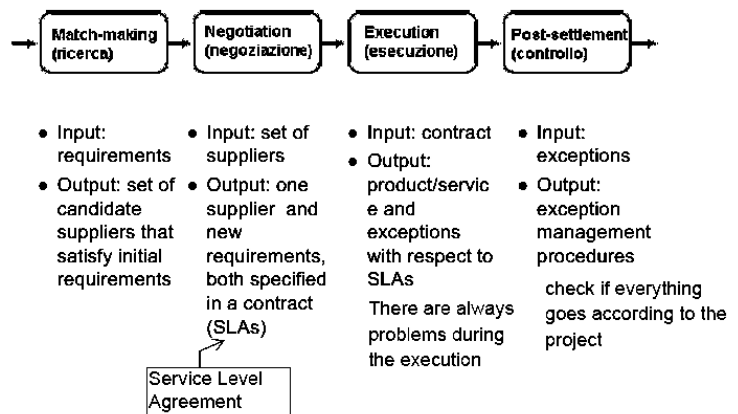 Match-making
(ricerca)
Negotiation
(negoziazione)
Execution
(esecuzione)
Post-settlement
(controllo)
● Input:
requirements
● Output: set of
candidate
suppliers that
satisfy initial
requirements
● Input: set of
suppliers
● Output: one
supplier and
new
requirements,
both specified
in a contract
(SLAs)
Service Level
Agreement
● Input: contract
● Output:
product/servic
e and
exceptions
with respect to
SLAs
There are always
problems during
the execution
● Input:
exceptions
● Output:
exception
management
procedures
check if everything
goes according to the
project